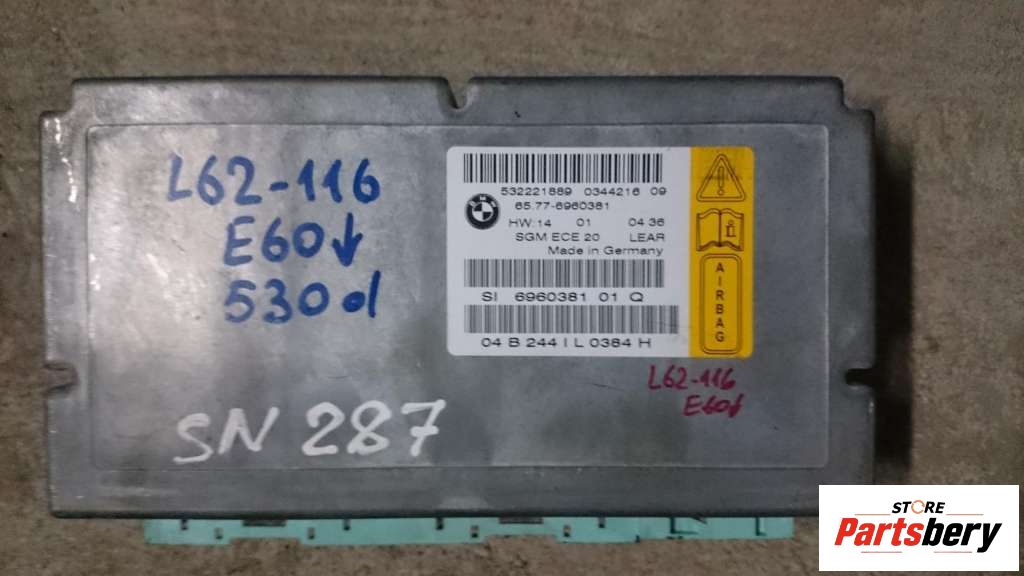 L62-116
E60↓
530d
SN 287
532221889 0344216 09
65.77-6960381
HW:14 01 04 36
SGM ECE 20 LEAR
Made in Germany
SI 6960381 01 Q
04 B 244 I L 0384 H
AIRBAG
L62-116
E60↓
STORE
Partsbery